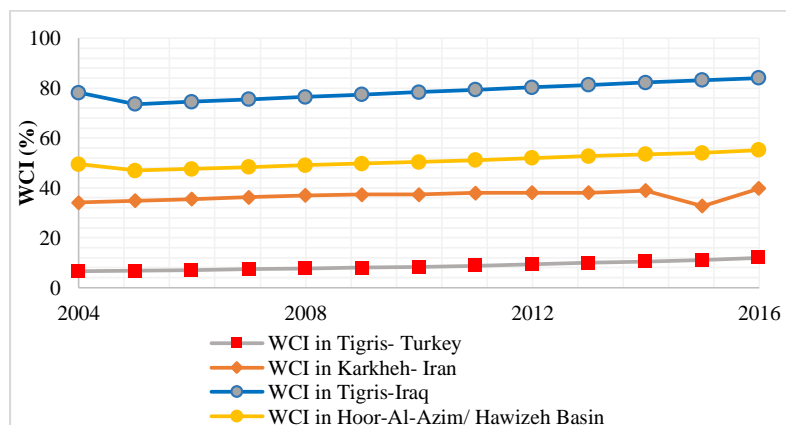 100
80
60
40
20
0
WCI (%)
2004
2008
2012
2016
WCI in Tigris- Turkey
WCI in Karkheh- Iran
WCI in Tigris-Iraq
WCI in Hoor-Al-Azim/ Hawizeh Basin